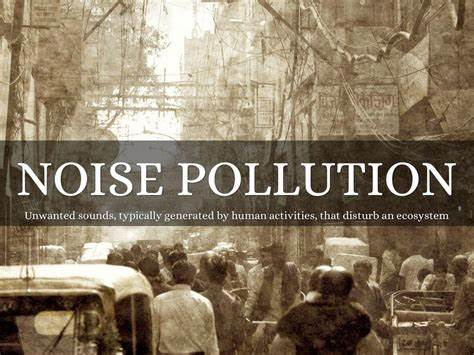 NOISE POLLUTION
Unwanted sounds, typically generated by human activities, that disturb an ecosystem